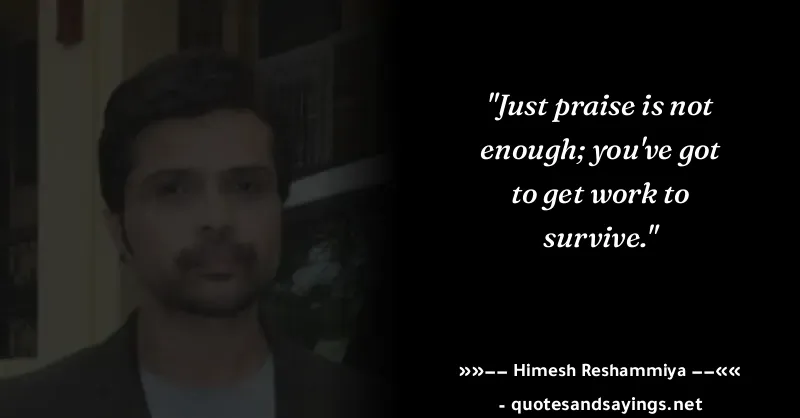 "Just praise is not
enough; you've got
to get work to
survive."
»»–– Himesh Reshammiya ––««
- quotesandsayings.net